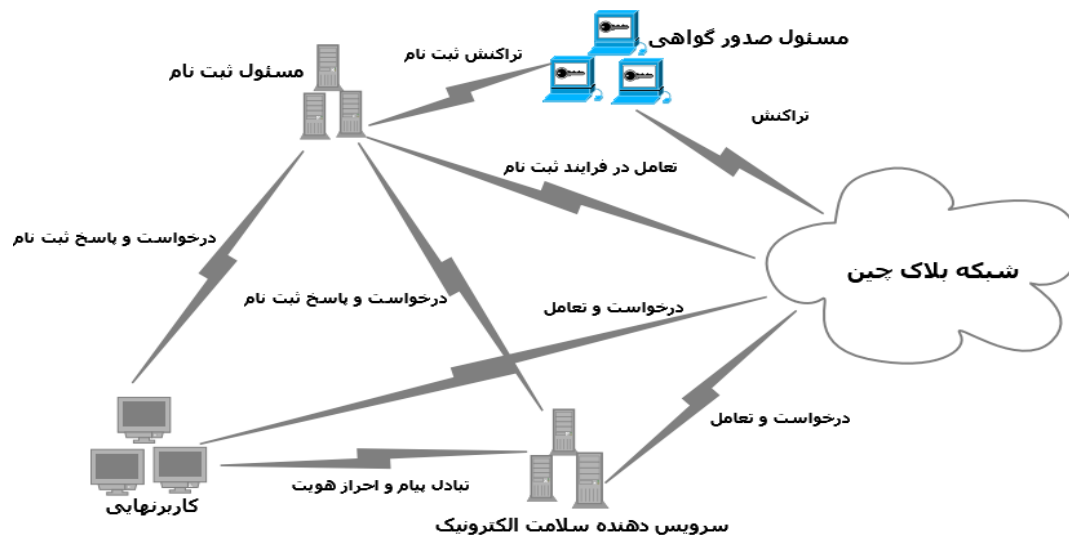 مسئول صدور گواهی
تراکنش ثبت نام
مسئول ثبت نام
تراکنش
تعامل در فرایند ثبت نام
درخواست و پاسخ ثبت نام
شبکه بلاک چین
درخواست و پاسخ ثبت نام
درخواست و تعامل
درخواست و تعامل
تبادل پیام و احراز هویت
کاربرنهایی
سرویس دهنده سلامت الکترونیک